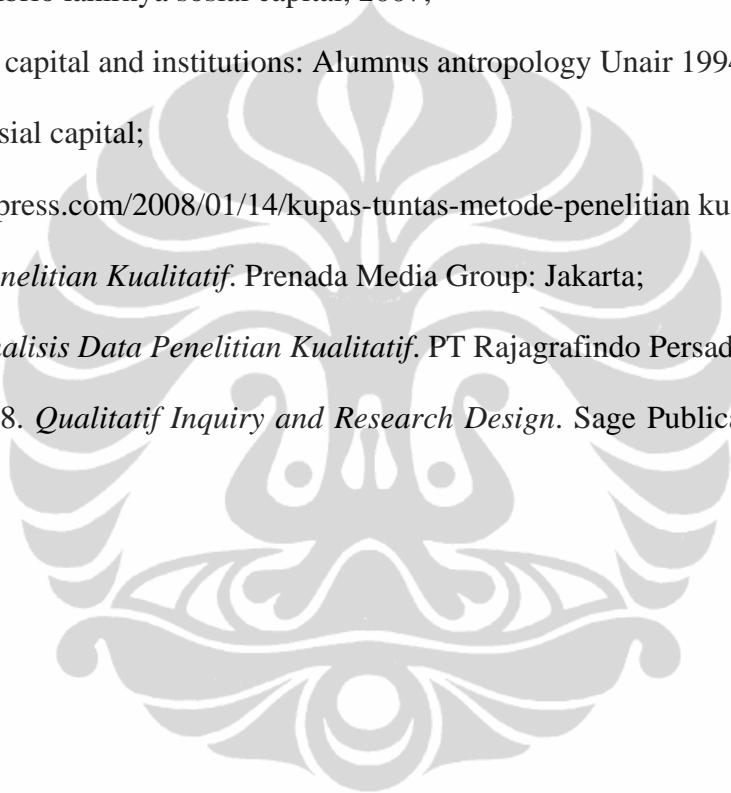 lahirnya sosial capital, 2007;
capital and institutions: Alumnus antropology Unair 1994
sial capital;
press.com/2008/01/14/kupas-tuntas-metode-penelitian ku
nelitian Kualitatif. Prenada Media Group: Jakarta;
nalisis Data Penelitian Kualitatif. PT Rajagrafindo Persad
8. Qualitatif Inquiry and Research Design. Sage Publica